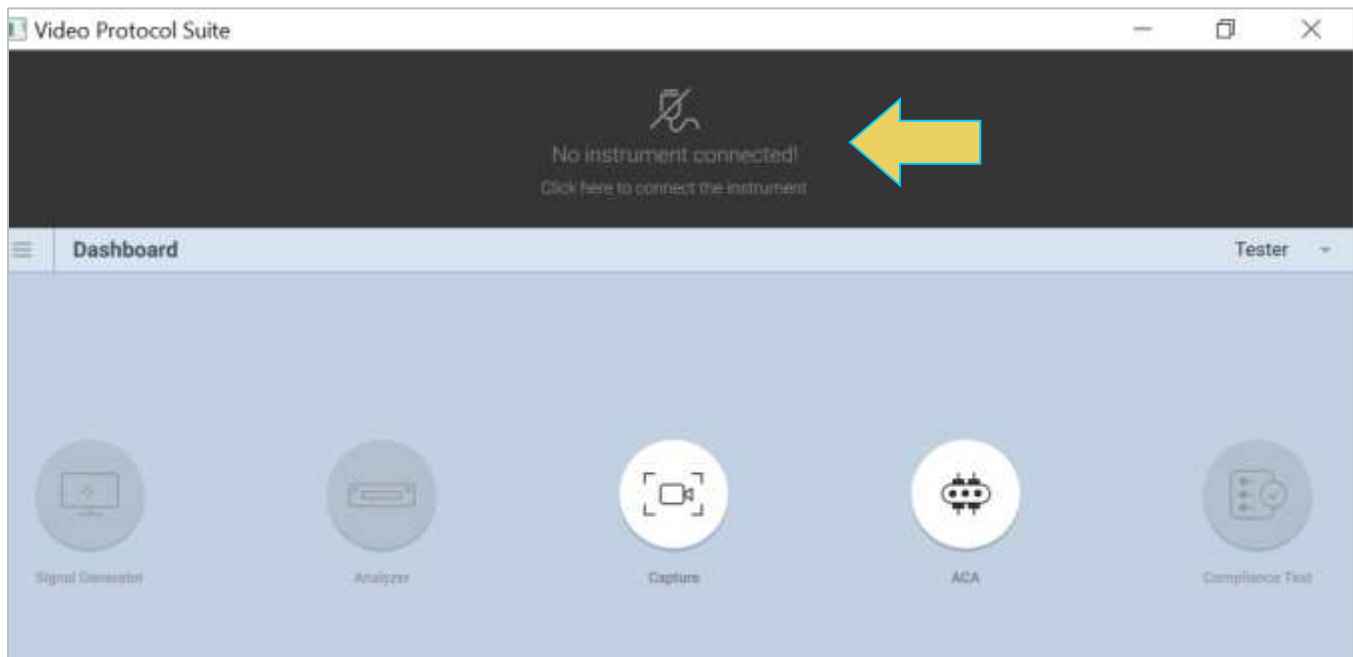 Video Protocol Suite
No instrument connected!
Click here to connect the instrument
Dashboard
Tester
Signal Generator
Analyzer
Capture
ACA
Compliance Test